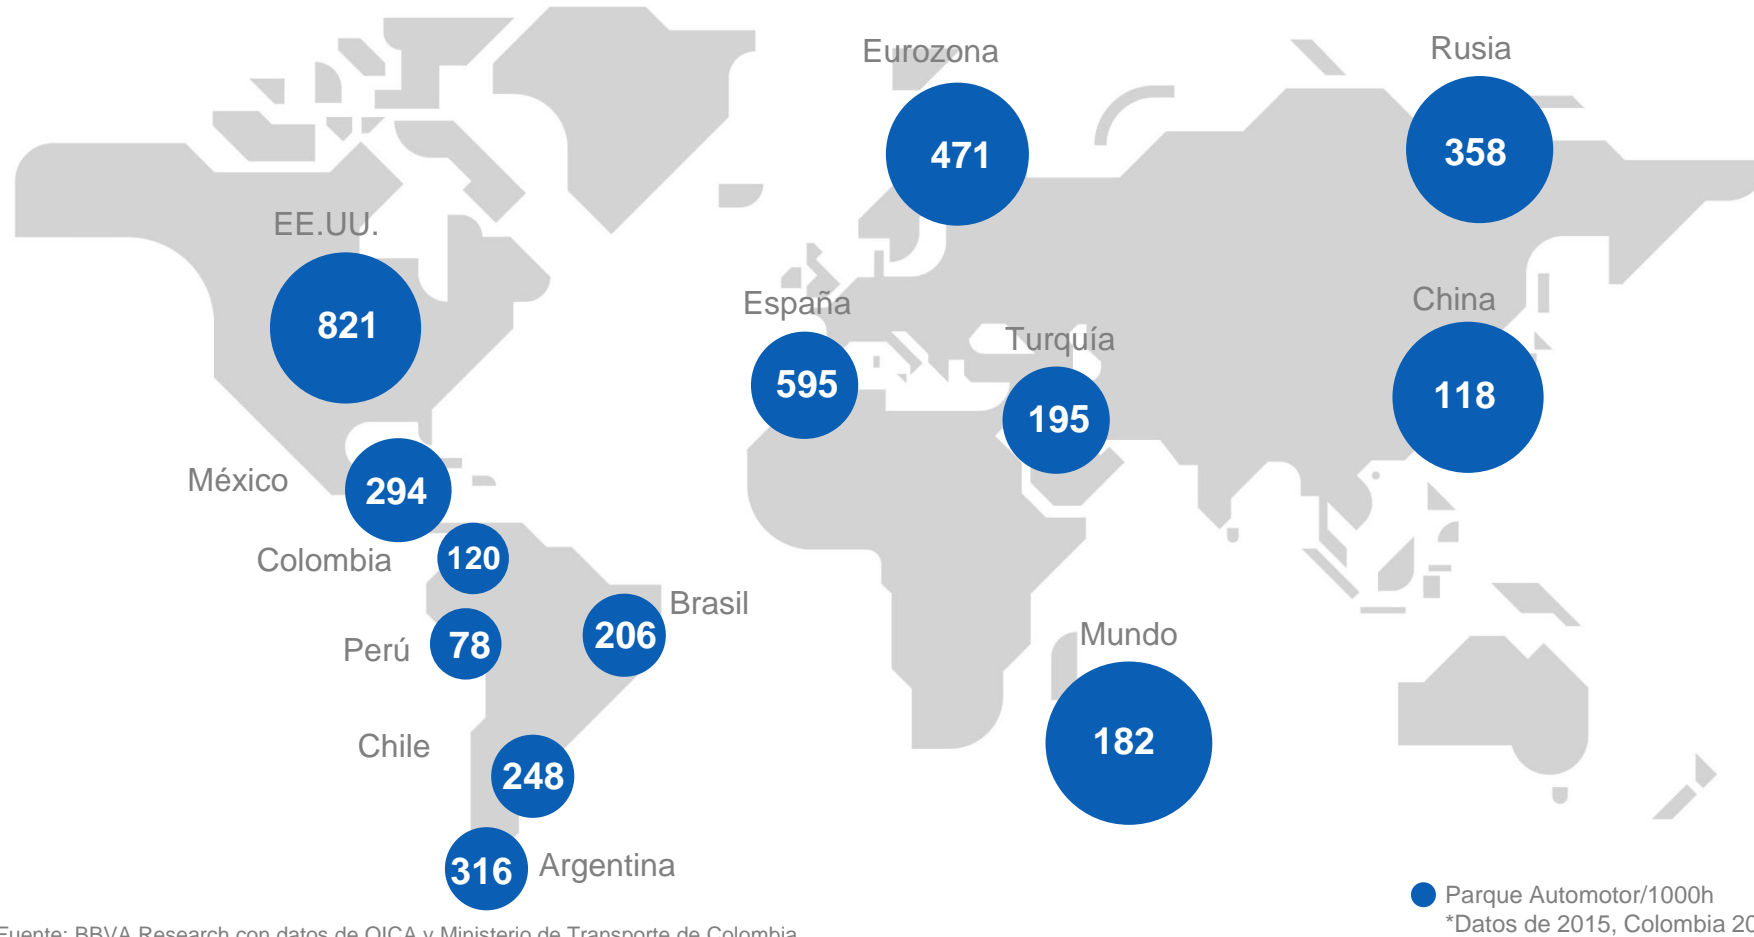 Eurozona
471
Rusia
358
EE.UU.
821
España
595
Turquía
195
China
118
México
294
Colombia
120
Perú
78
Brasil
206
Mundo
182
Chile
248
Argentina
316
Parque Automotor/1000h
*Datos de 2015, Colombia
Fuente: BBVA Research con datos de OICA y Ministerio de Transporte de Colombia